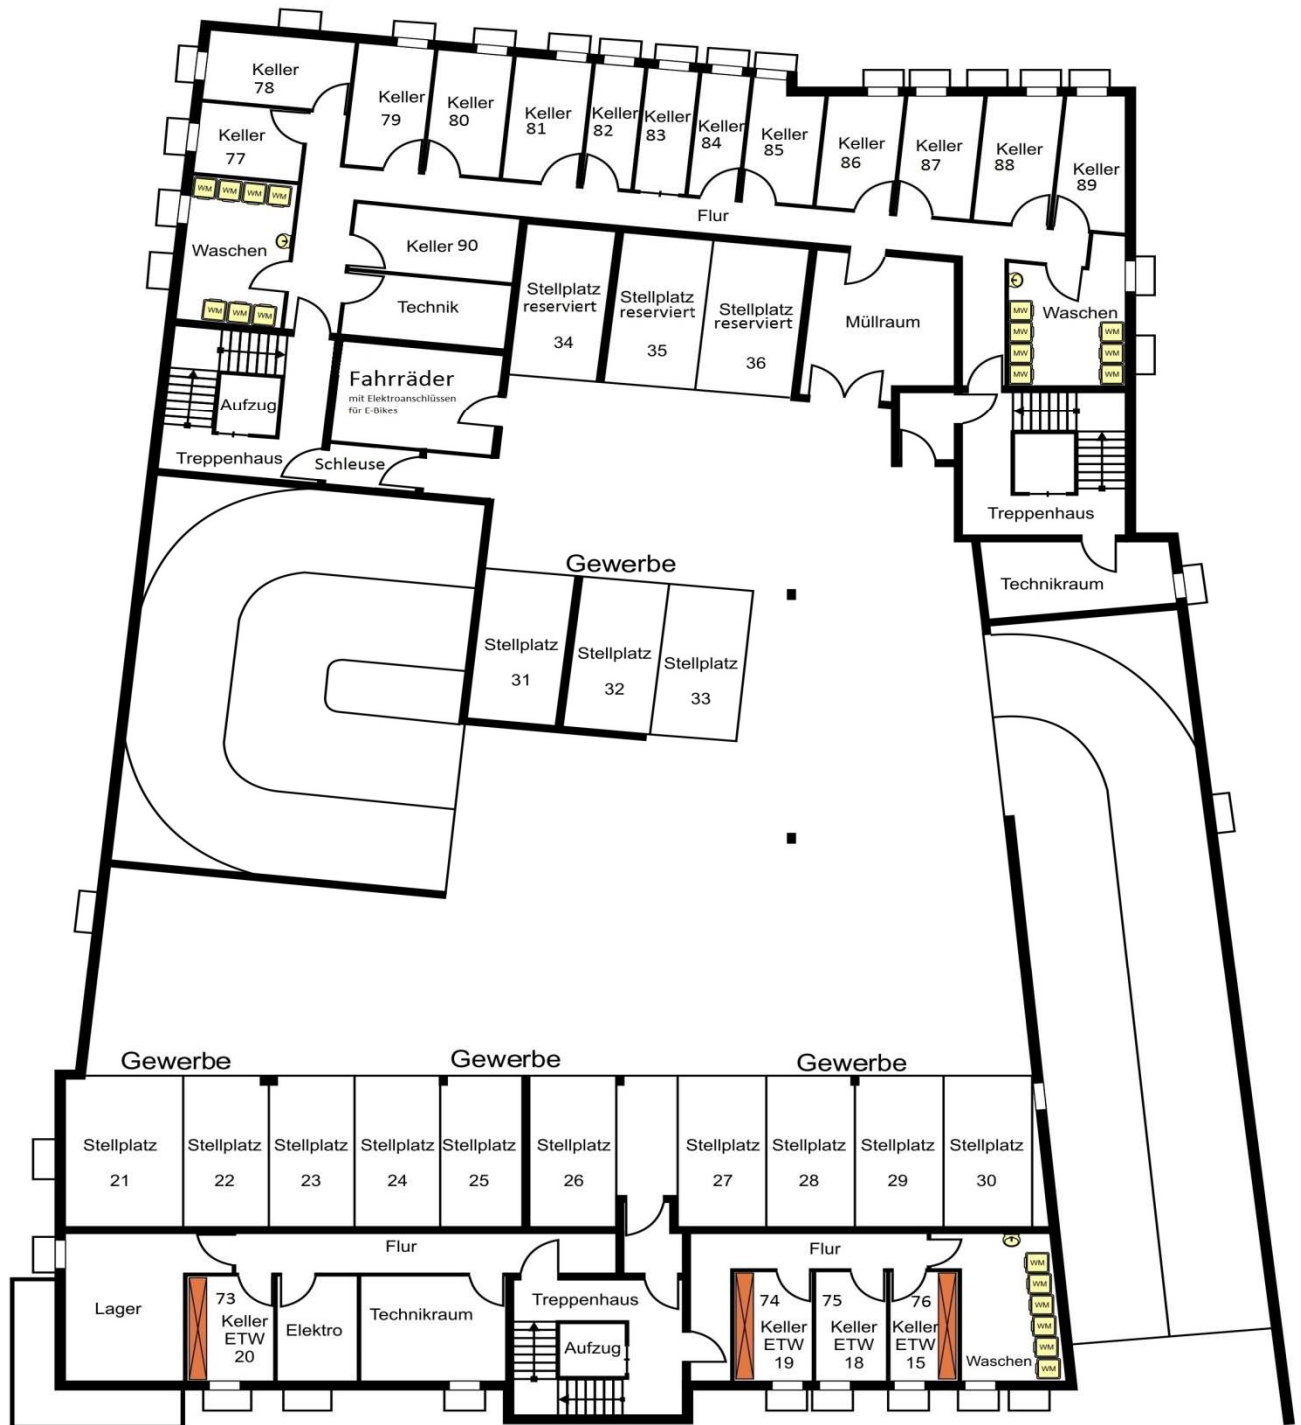 Keller
78
Keller
77
Keller
79
Keller
80
Keller
81
Keller
82
Keller
83
Keller
84
Keller
85
Keller
86
Keller
87
Keller
88
Keller
89
WM WM WM WM
Waschen
WM WM WM
Flur
Keller 90
Technik
Stellplatz
reserviert
34
Stellplatz
reserviert
35
Stellplatz
reserviert
36
Müllraum
Waschen
MW
MW
MW
MW
WM
WM
WM
Fahrräder
mit Elektroanschlüssen
für E-Bikes
Aufzug
Treppenhaus
Schleuse
Treppenhaus
Technikraum
Gewerbe
Stellplatz
31
Stellplatz
32
Stellplatz
33
Gewerbe
Gewerbe
Gewerbe
Stellplatz
21
Stellplatz
22
Stellplatz
23
Stellplatz
24
Stellplatz
25
Stellplatz
26
Stellplatz
27
Stellplatz
28
Stellplatz
29
Stellplatz
30
Flur
Flur
Lager
73
Keller
ETW
20
Elektro
Technikraum
Treppenhaus
Aufzug
74
Keller
ETW
19
75
Keller
ETW
18
76
Keller
ETW
15
Waschen
WM
WM
WM
WM
WM
WM